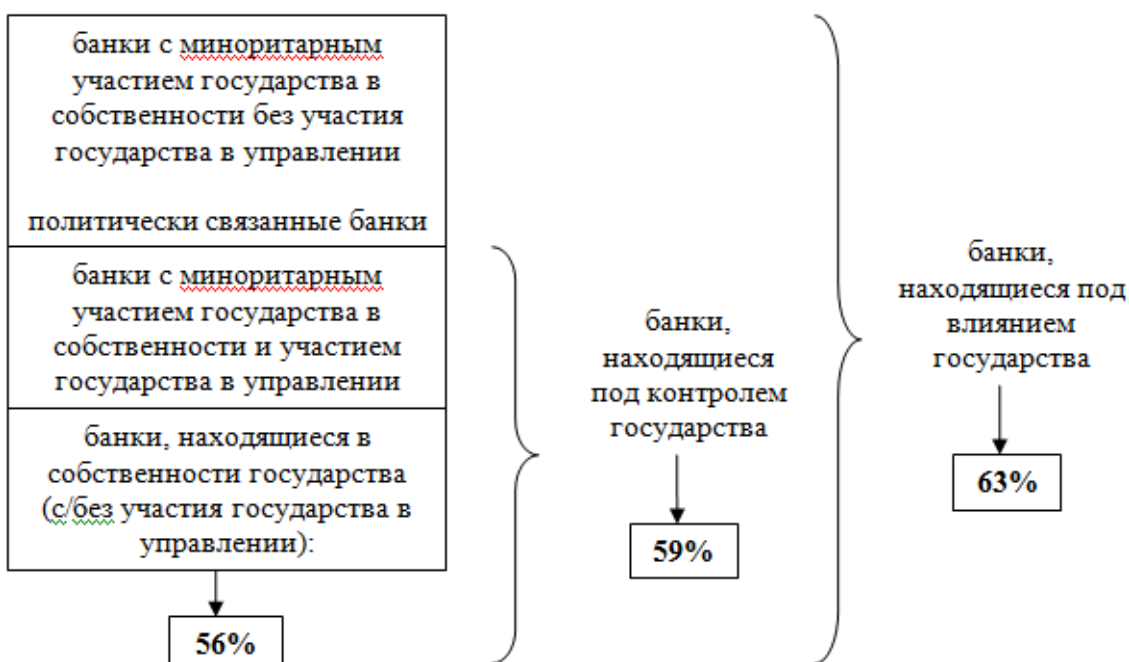 банки с миноритарным
участием государства в
собственности без участия
государства в управлении
политически связанные банки
банки с миноритарным
участием государства в
собственности и участием
государства в управлении
банки, находящиеся в
собственности государства
(с/без участия государства в
управлении):
56%
банки,
находящиеся
под контролем
государства
59%
банки,
находящиеся под
влиянием
государства
63%